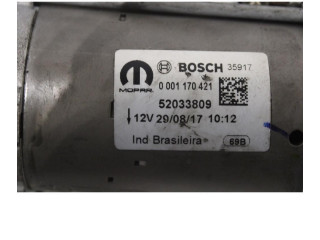 BOSCH 35917
MOPAR 0 001 170 421
52033809
12V 29/08/17 10:12
Ind Brasileira 69B